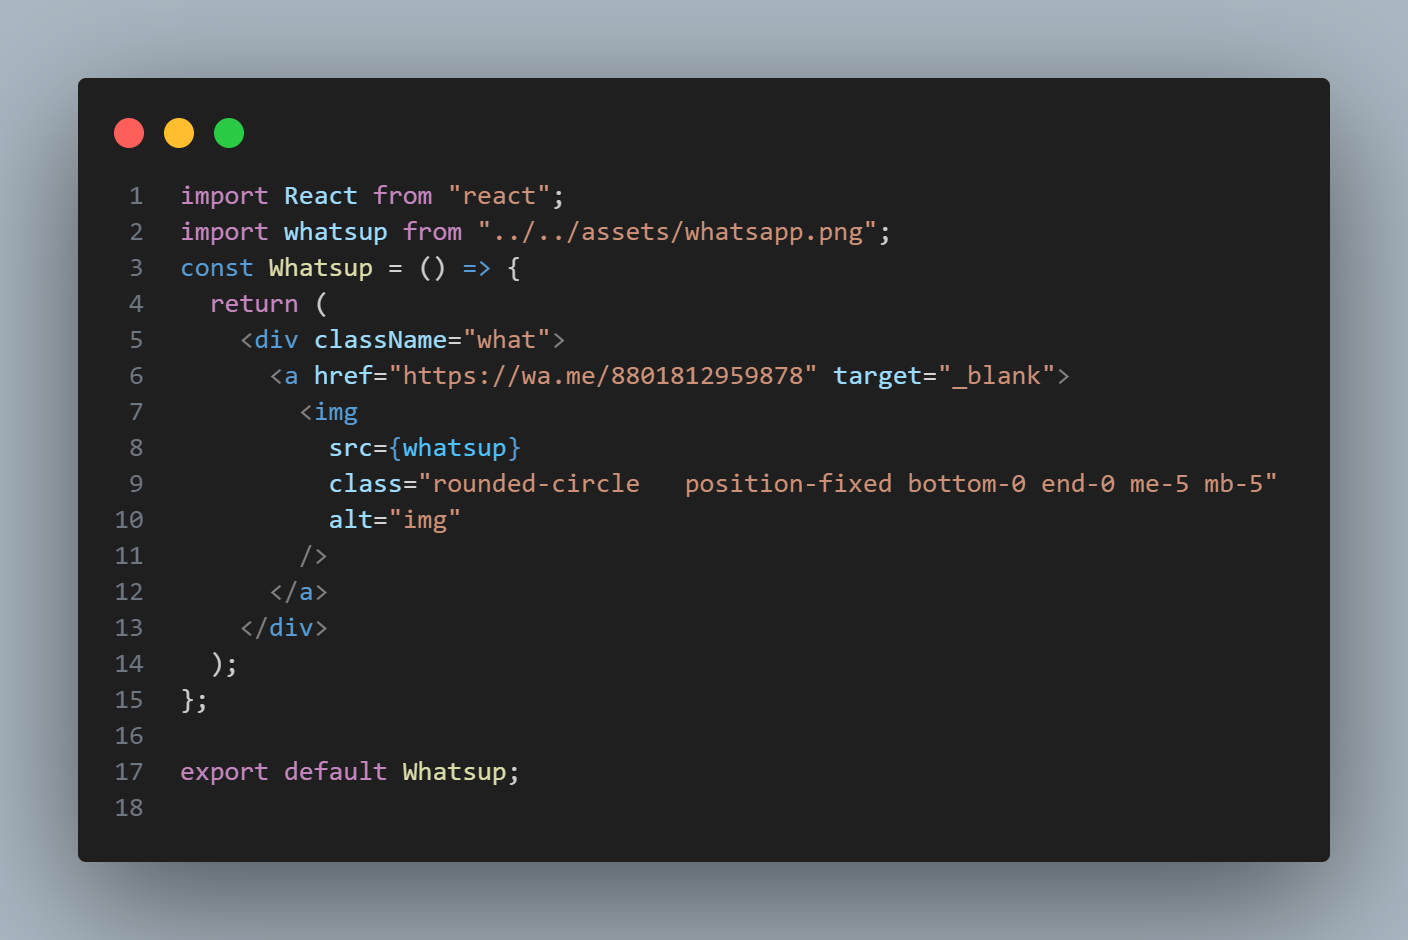 1 import React from "react";
2 import whatsup from "../../assets/whatsapp.png";
3 const Whatsup = () => {
4   return (
5     <div className="what">
6       <a href="https://wa.me/8801812959878" target="_blank">
7         <img
8           src={whatsup}
9           class="rounded-circle   position-fixed bottom-0 end-0 me-5 mb-5"
10           alt="img"
11         />
12       </a>
13     </div>
14   );
15 };
16
17 export default Whatsup;
18